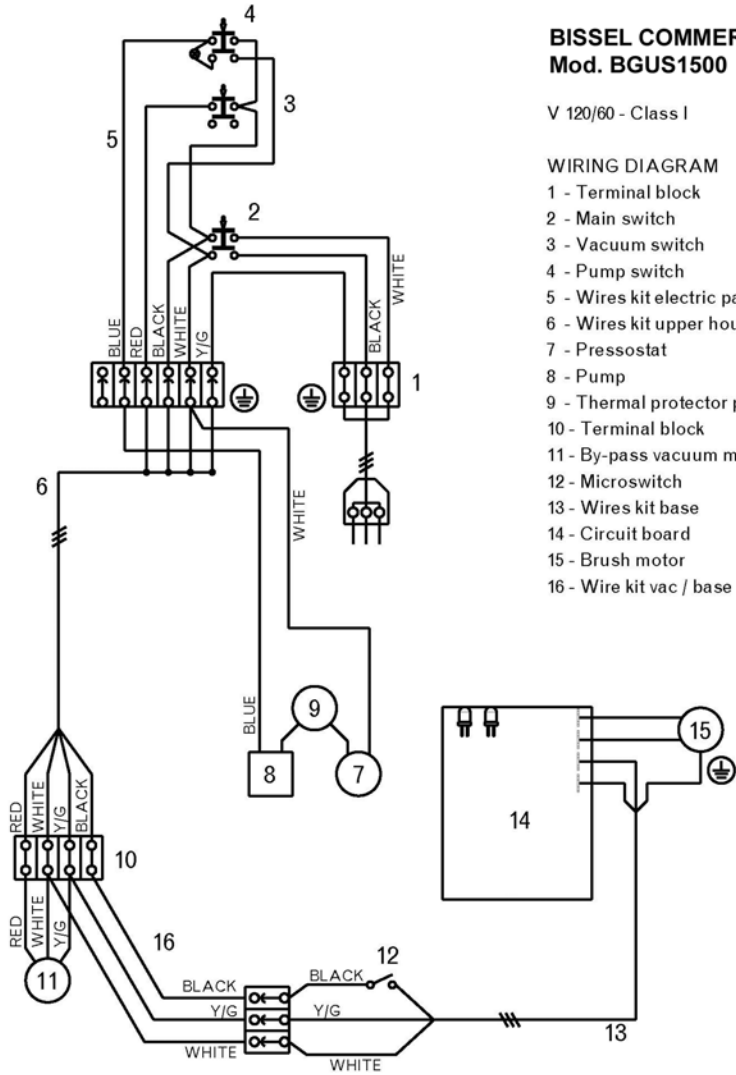 BISSEL COMMER
Mod. BGUS1500
V 120/60 - Class I
WIRING DIAGRAM
1 - Terminal block
2 - Main switch
3 - Vacuum switch
4 - Pump switch
5 - Wires kit electric pa
6 - Wires kit upper hou
7 - Pressostat
8 - Pump
9 - Thermal protector p
10 - Terminal block
11 - By-pass vacuum m
12 - Microswitch
13 - Wires kit base
14 - Circuit board
15 - Brush motor
16 - Wire kit vac / base
4
3
5
2
BLUE
RED
BLACK
WHITE
Y/G
BLACK
WHITE
1
6
WHITE
BLUE
9
8
7
15
14
RED
WHITE
Y/G
BLACK
10
RED
WHITE
Y/G
11
16
12
BLACK
BLACK
Y/G
Y/G
WHITE
WHITE
13